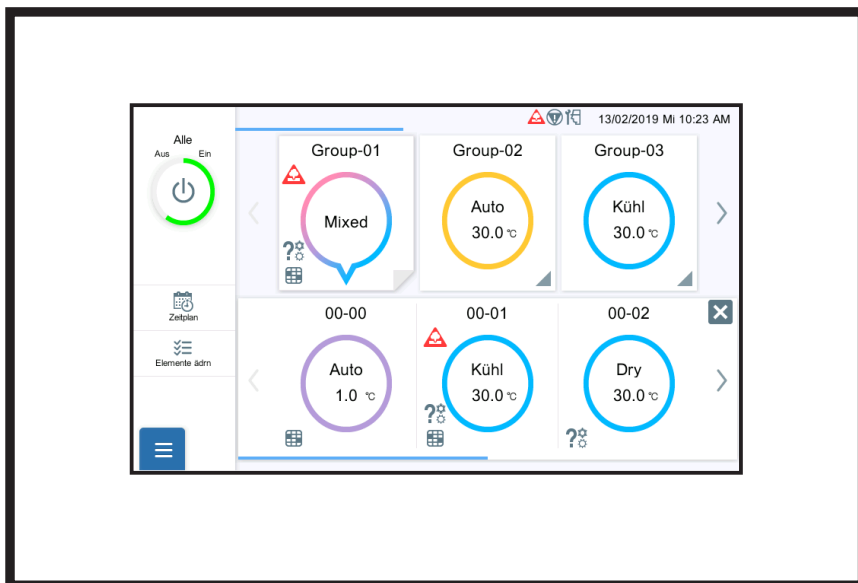 13/02/2019 Mi 10:23 AM
Alle
Aus Ein
Group-01 Group-02 Group-03
Mixed
Auto
30.0 °C
Kühl
30.0 °C
Zeitplan
Elemente ädrn
00-00 00-01 00-02
Auto
1.0 °C
Kühl
30.0 °C
Dry
30.0 °C